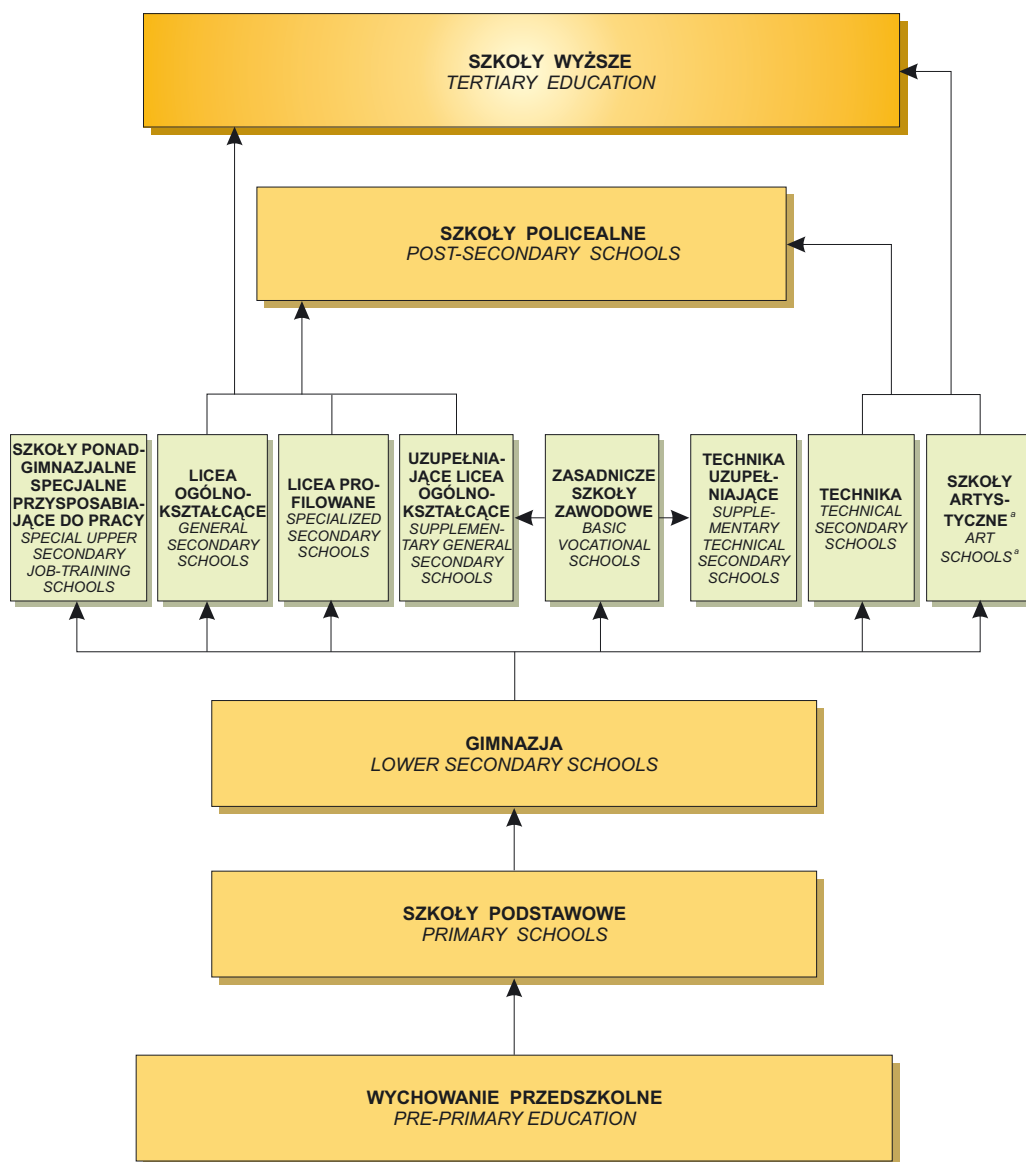 SZKOŁY WYŻSZE
TERTIARY EDUCATION
SZKOŁY POLICEALNE
POST-SECONDARY SCHOOLS
SZKOŁY PONAD-
GIMNAZJALNE
SPECJALNE
PRZYSPOSABIA-
JĄCE DO PRACY
SPECIAL UPPER
SECONDARY
JOB-TRAINING
SCHOOLS
LICEA
OGÓLNO-
KSZTAŁCĄCE
GENERAL
SECONDARY
SCHOOLS
LICEA PRO-
FILOWANE
SPECIALIZED
SECONDARY
SCHOOLS
UZUPEŁNIA-
JĄCE LICEA
OGÓLNO-
KSZTAŁCĄCE
SUPPLEMEN-
TARY GENERAL
SECONDARY
SCHOOLS
ZASADNICZE
SZKOŁY
ZAWODOWE
BASIC
VOCATIONAL
SCHOOLS
TECHNIKA
UZUPEŁ-
NIAJĄCE
SUPPLE-
MENTARY
TECHNICAL
SECONDARY
SCHOOLS
TECHNIKA
TECHNICAL
SECONDARY
SCHOOLS
SZKOŁY
ARTYS-
TYCZNE a
ART
SCHOOLS a
GIMNAZJA
LOWER SECONDARY SCHOOLS
SZKOŁY PODSTAWOWE
PRIMARY SCHOOLS
WYCHOWANIE PRZEDSZKOLNE
PRE-PRIMARY EDUCATION